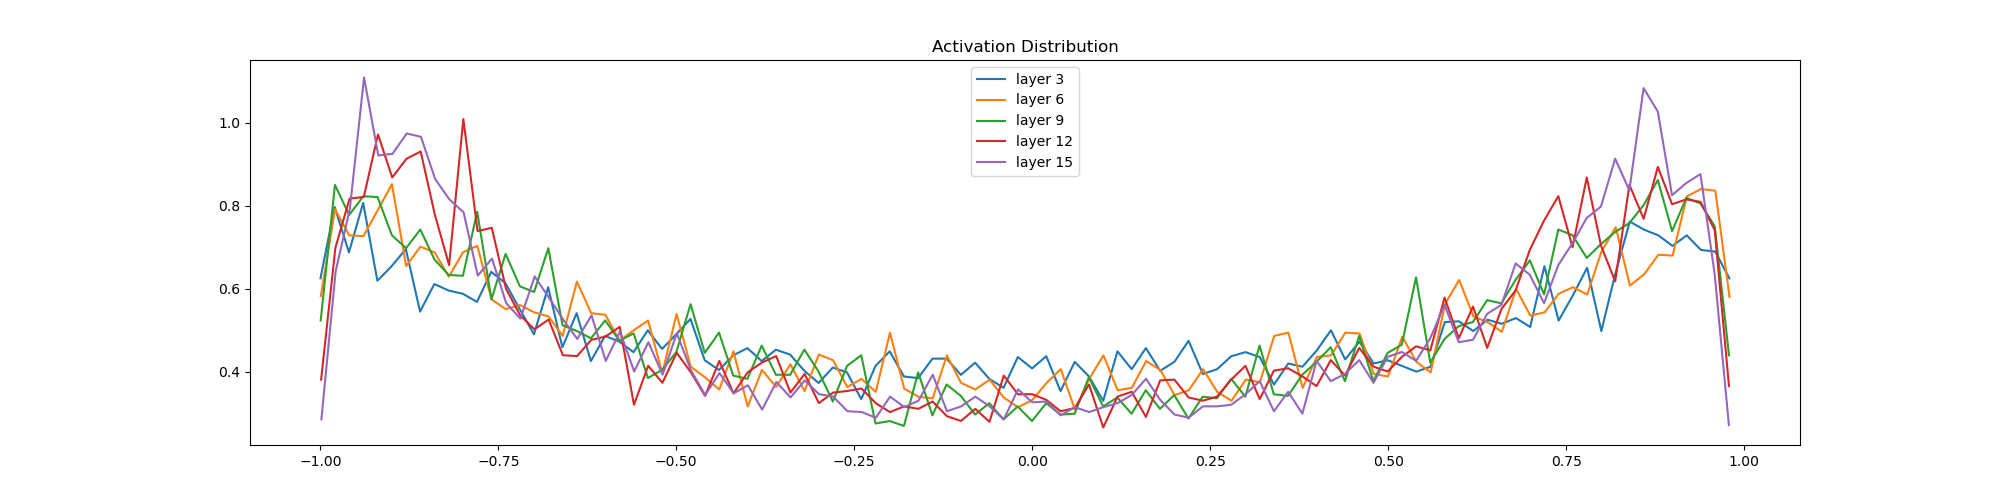 Activation Distribution
layer 3
layer 6
layer 9
layer 12
layer 15
1.0
0.8
0.6
0.4
−1.00 −0.75 −0.50 −0.25 0.00 0.25 0.50 0.75 1.00